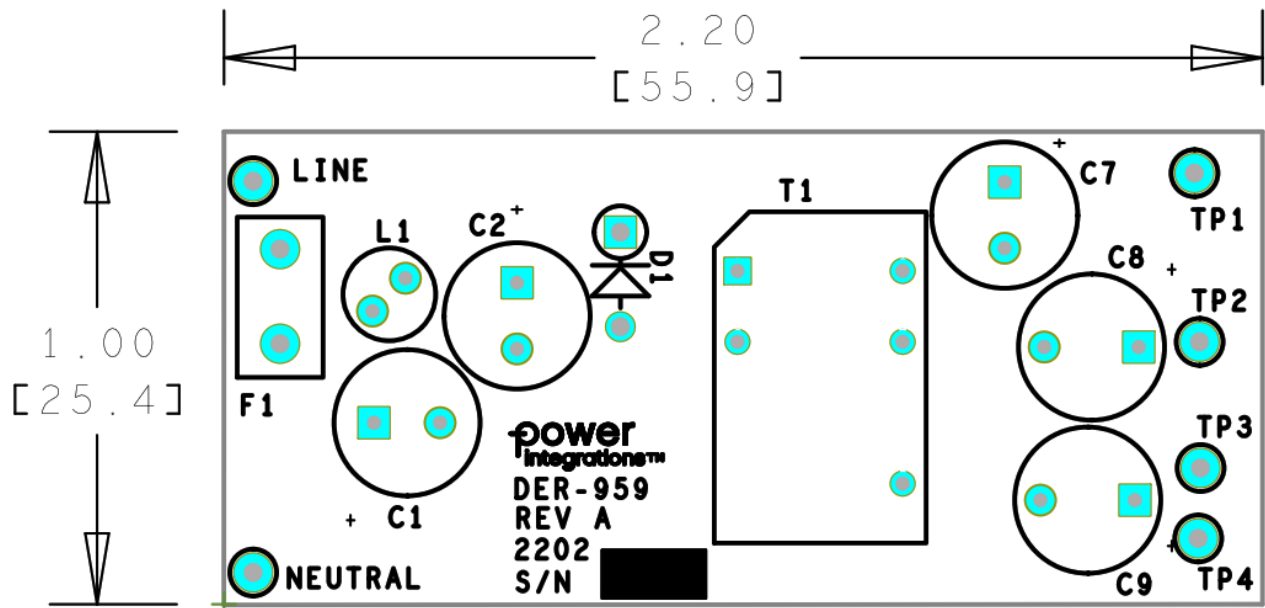 2.20
[55.9]
LINE
C7
T1
TP1
L1
C2
D1
C8
TP2
1.00
[25.4]
F1
TP3
power
integrations™
DER-959
C1
REV A
2202
NEUTRAL
S/N
C9
TP4